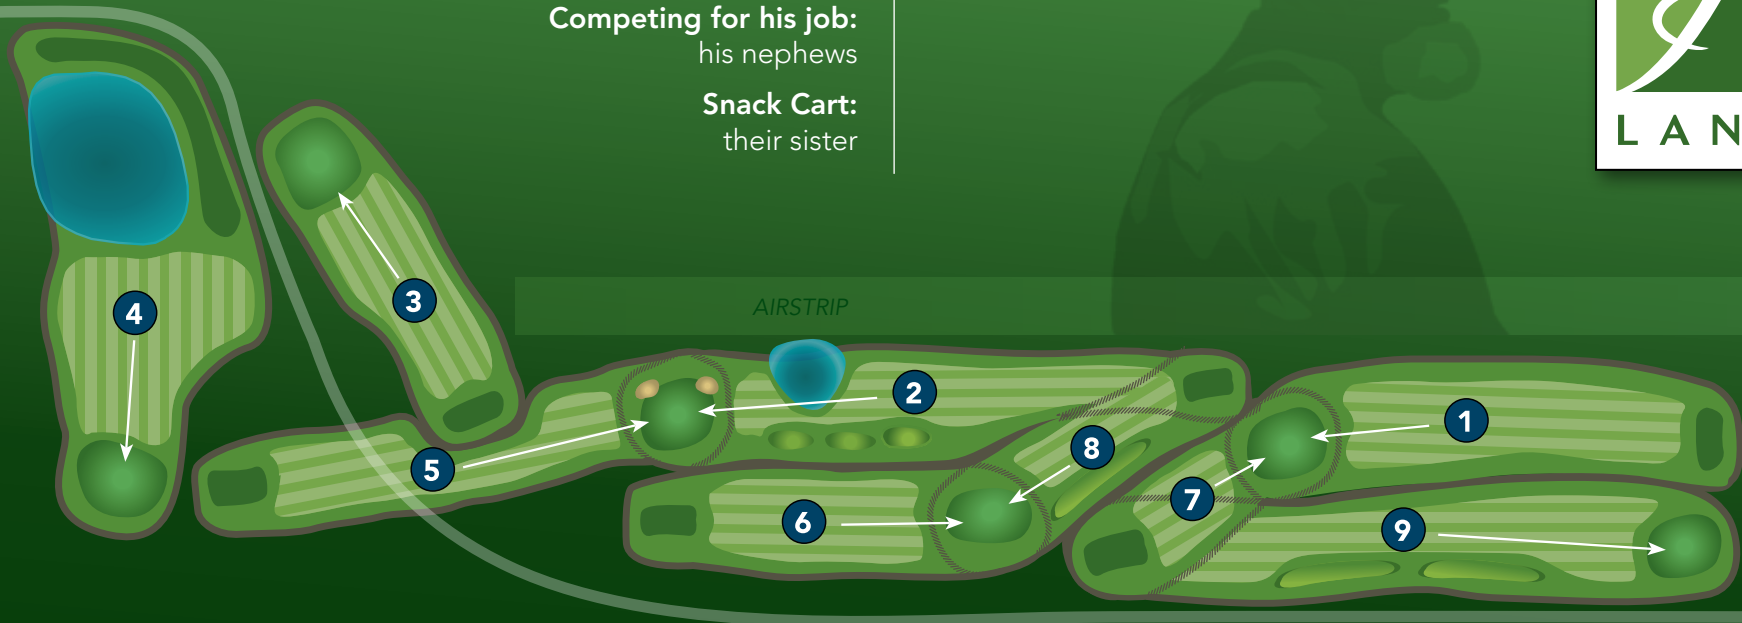 Competing for his job:
his nephews
Snack Cart:
their sister
LAN
AIRSTRIP
4
3
2
1
5
8
7
6
9